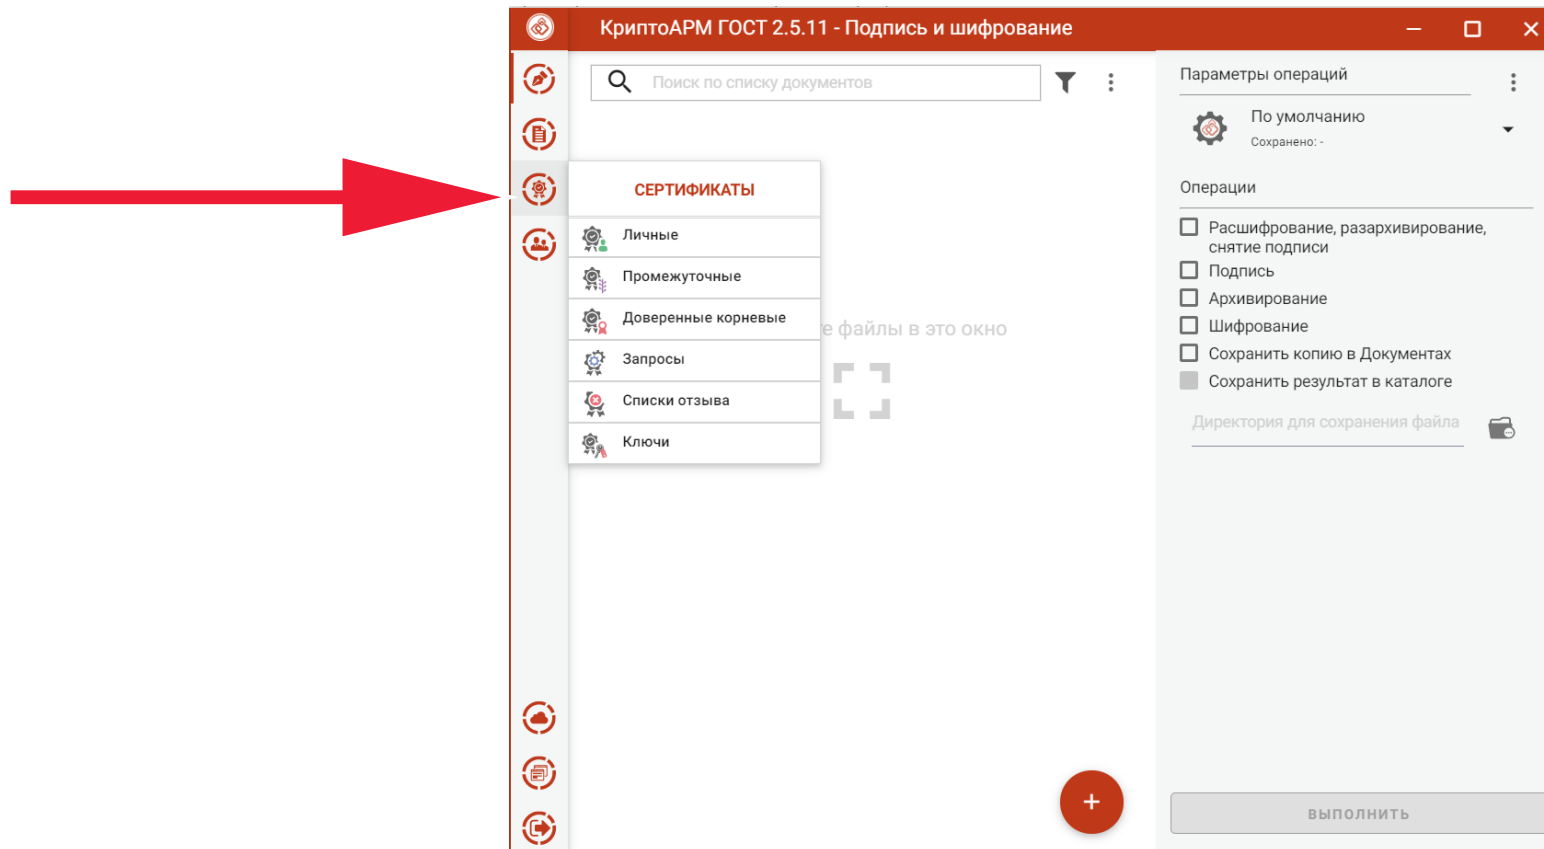 КриптоАРМ ГОСТ 2.5.11 - Подпись и шифрование
Поиск по списку документов
СЕРТИФИКАТЫ
Личные
Промежуточные
Доверенные корневые
Запросы
Списки отзыва
Ключи
файлы в это окно
Параметры операций
По умолчанию
Сохранено: -
Операции
Расшифрование, разархивирование,
снятие подписи
Подпись
Архивирование
Шифрование
Сохранить копию в Документах
Сохранить результат в каталоге
Директория для сохранения файла
ВЫПОЛНИТЬ